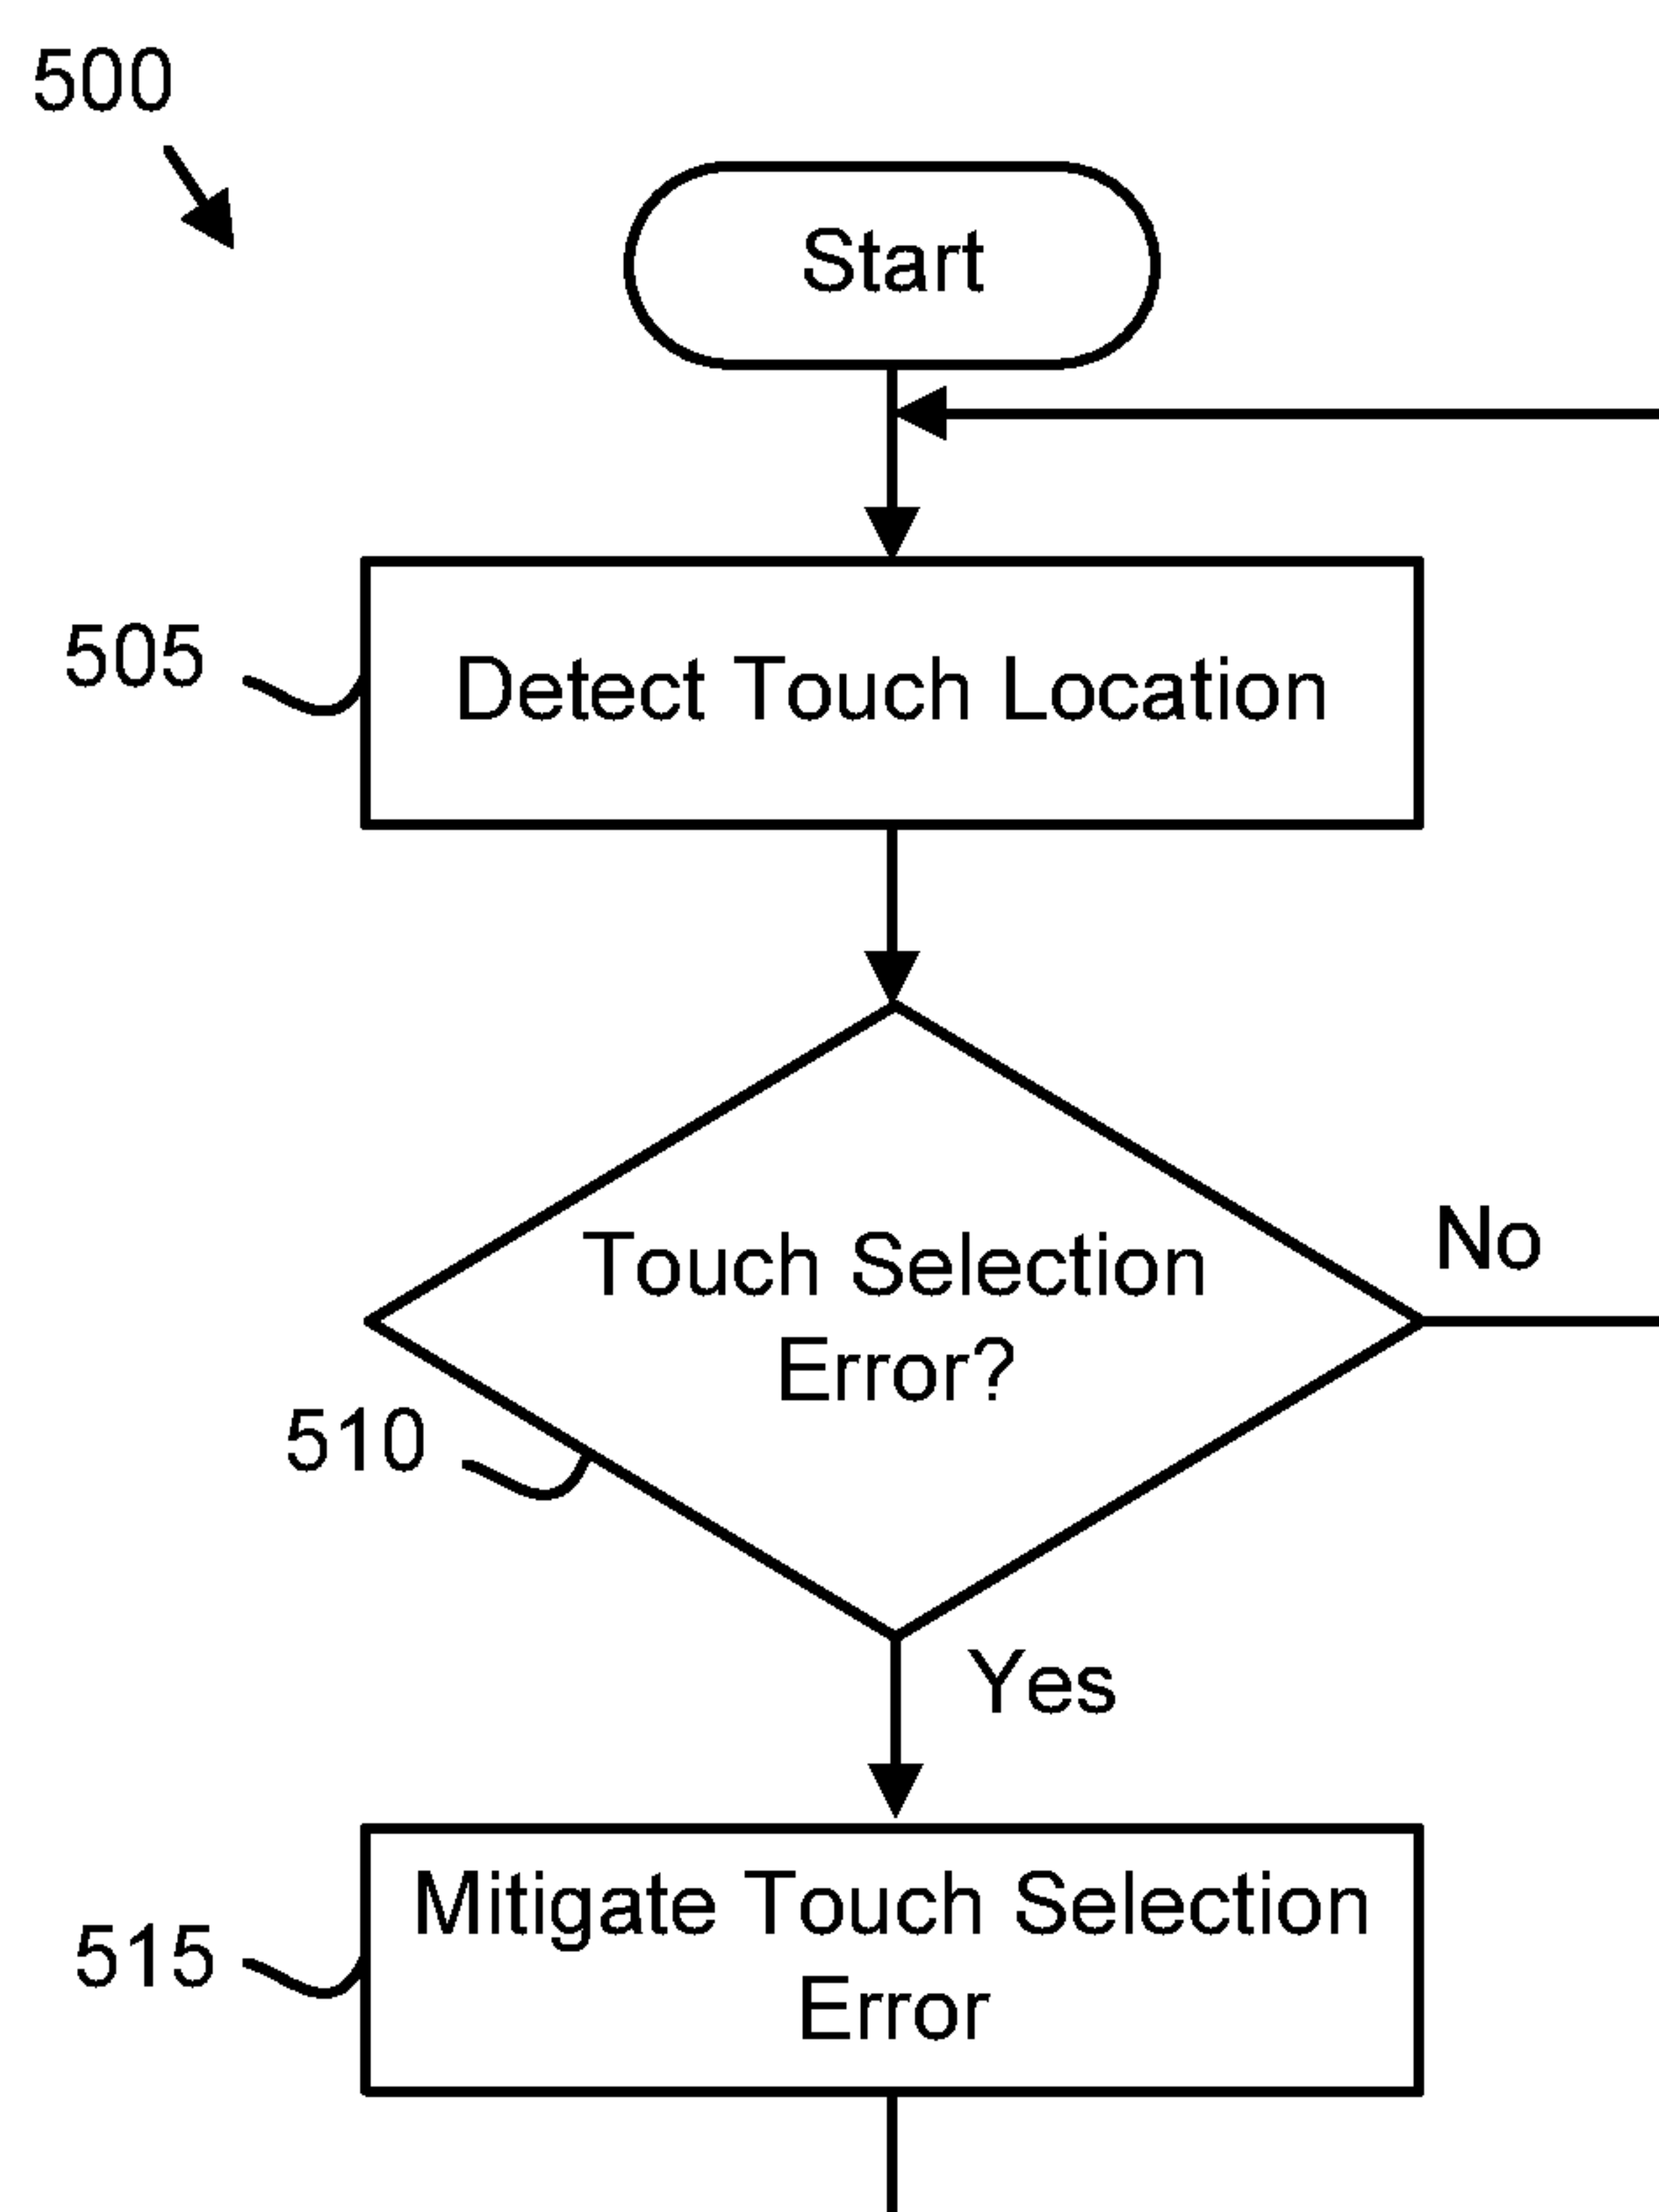 500
Start
505
Detect Touch Location
Touch Selection
Error?
No
510
Yes
Mitigate Touch Selection
Error
515